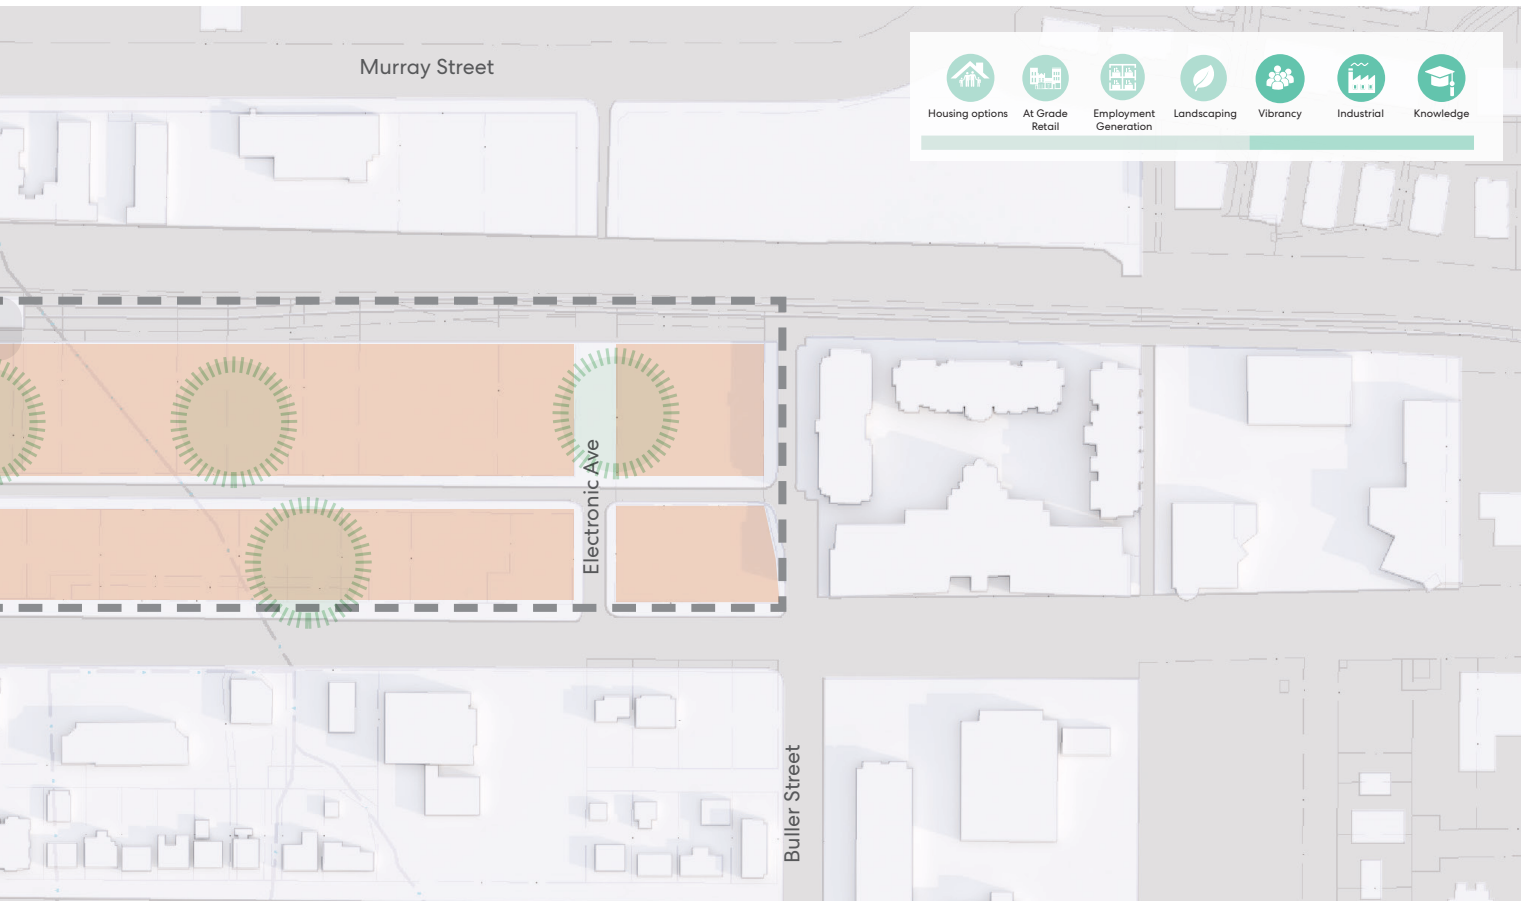 Murray Street
Housing options
At Grade
Retail
Employment
Generation
Landscaping
Vibrancy
Industrial
Knowledge
Electronic Ave
Buller Street